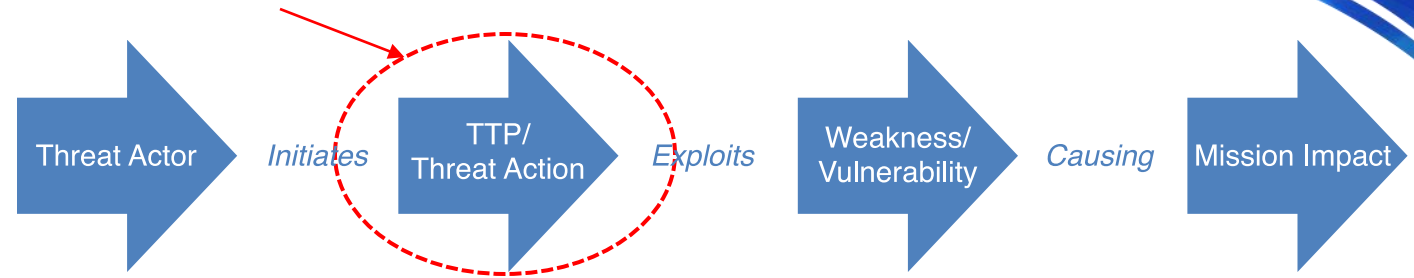 Threat Actor
Initiates
TTP/
Threat Action
Exploits
Weakness/
Vulnerability
Causing
Mission Impact